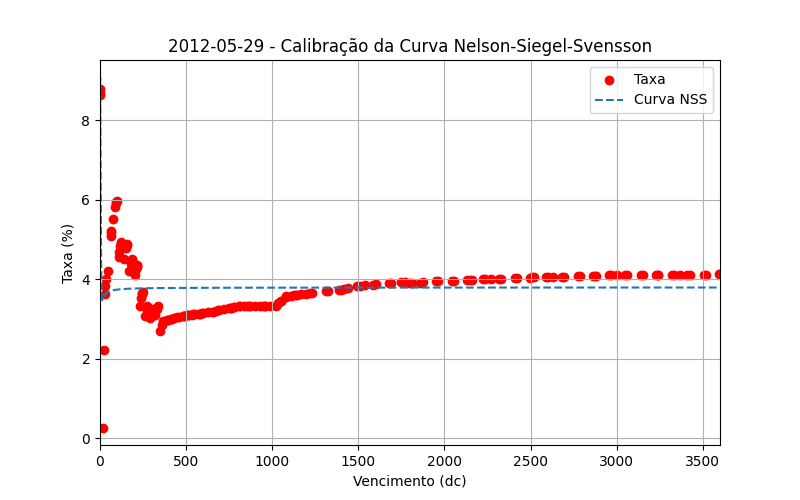 2012-05-29 - Calibração da Curva Nelson-Siegel-Svensson
Taxa
Curva NSS
Taxa (%)
8
6
4
2
0
0 500 1000 1500 2000 2500 3000 3500
Vencimento (dc)